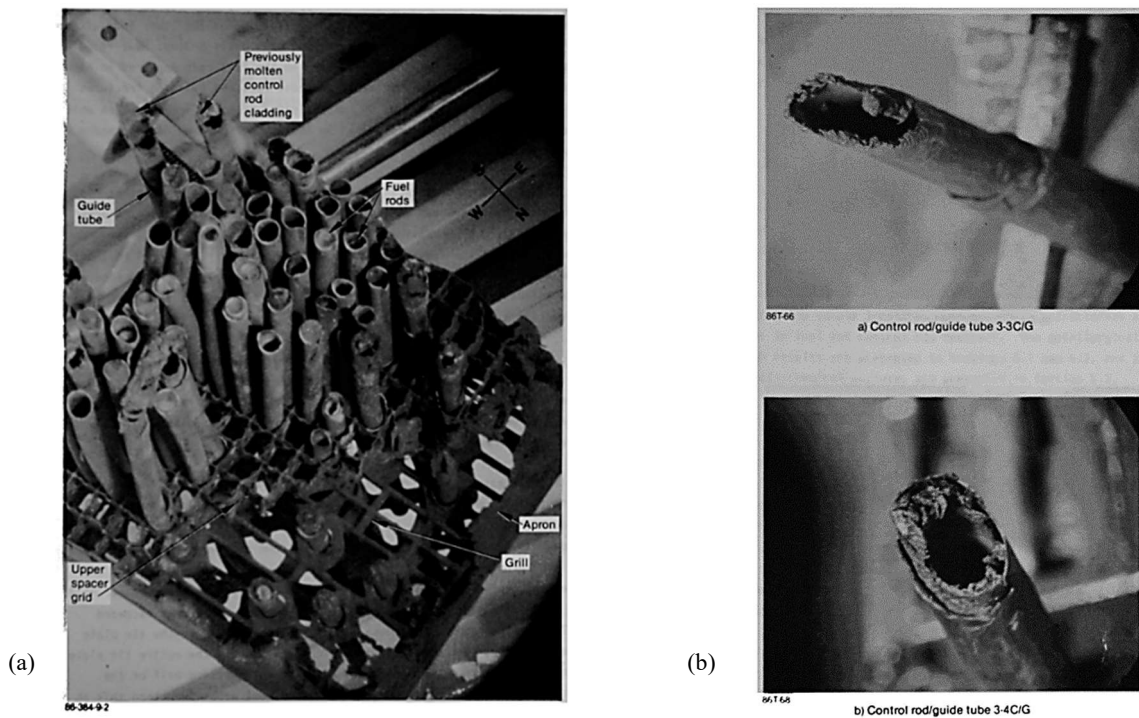 Previously
molten
control
rod
cladding
Guide
tube
Fuel
rods
S
E
W
N
Apron
Grill
Upper
spacer
grid
(a)
86-384-9-2
86T-66
a) Control rod/guide tube 3-3C/G
(b)
86T-68
b) Control rod/guide tube 3-4C/G